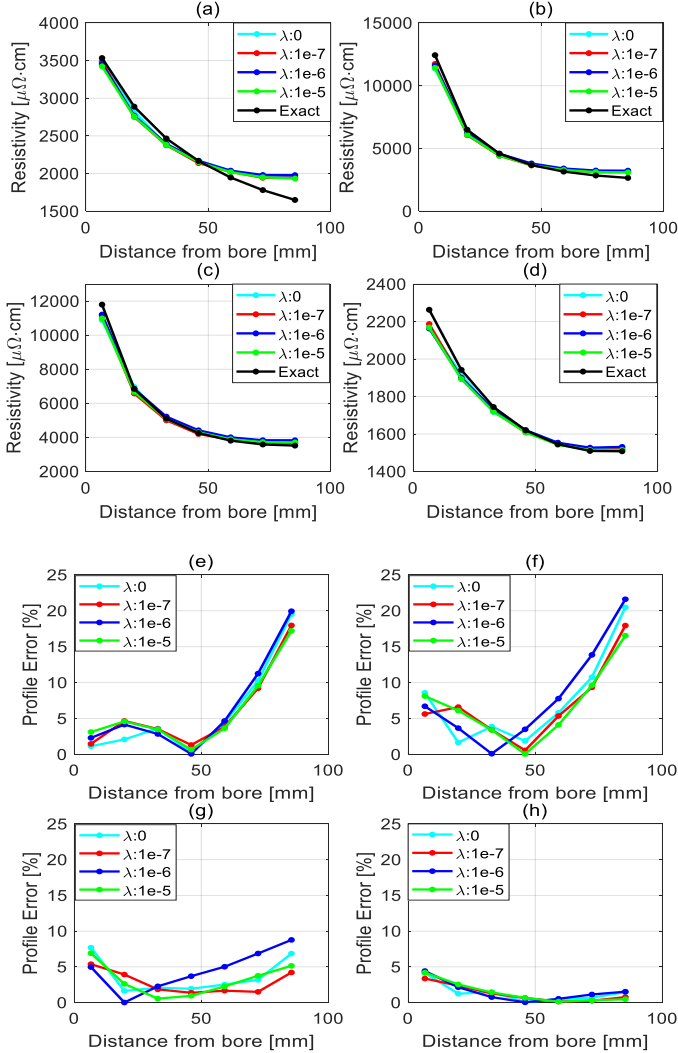 (a)
4000
3500
3000
2500
2000
1500
Resistivity [μΩ·cm]
λ:0
λ:1e-7
λ:1e-6
λ:1e-5
Exact
0
50
100
Distance from bore [mm]
(b)
15000
10000
5000
0
Resistivity [μΩ·cm]
λ:0
λ:1e-7
λ:1e-6
λ:1e-5
Exact
0
50
100
Distance from bore [mm]
(c)
12000
10000
8000
6000
4000
2000
Resistivity [μΩ·cm]
λ:0
λ:1e-7
λ:1e-6
λ:1e-5
Exact
0
50
100
Distance from bore [mm]
(d)
2400
2200
2000
1800
1600
1400
Resistivity [μΩ·cm]
λ:0
λ:1e-7
λ:1e-6
λ:1e-5
Exact
0
50
100
Distance from bore [mm]
(e)
25
20
15
10
5
0
Profile Error [%]
λ:0
λ:1e-7
λ:1e-6
λ:1e-5
0
50
100
Distance from bore [mm]
(f)
25
20
15
10
5
0
Profile Error [%]
λ:0
λ:1e-7
λ:1e-6
λ:1e-5
0
50
100
Distance from bore [mm]
(g)
25
20
15
10
5
0
Profile Error [%]
λ:0
λ:1e-7
λ:1e-6
λ:1e-5
0
50
100
Distance from bore [mm]
(h)
25
20
15
10
5
0
Profile Error [%]
λ:0
λ:1e-7
λ:1e-6
λ:1e-5
0
50
100
Distance from bore [mm]